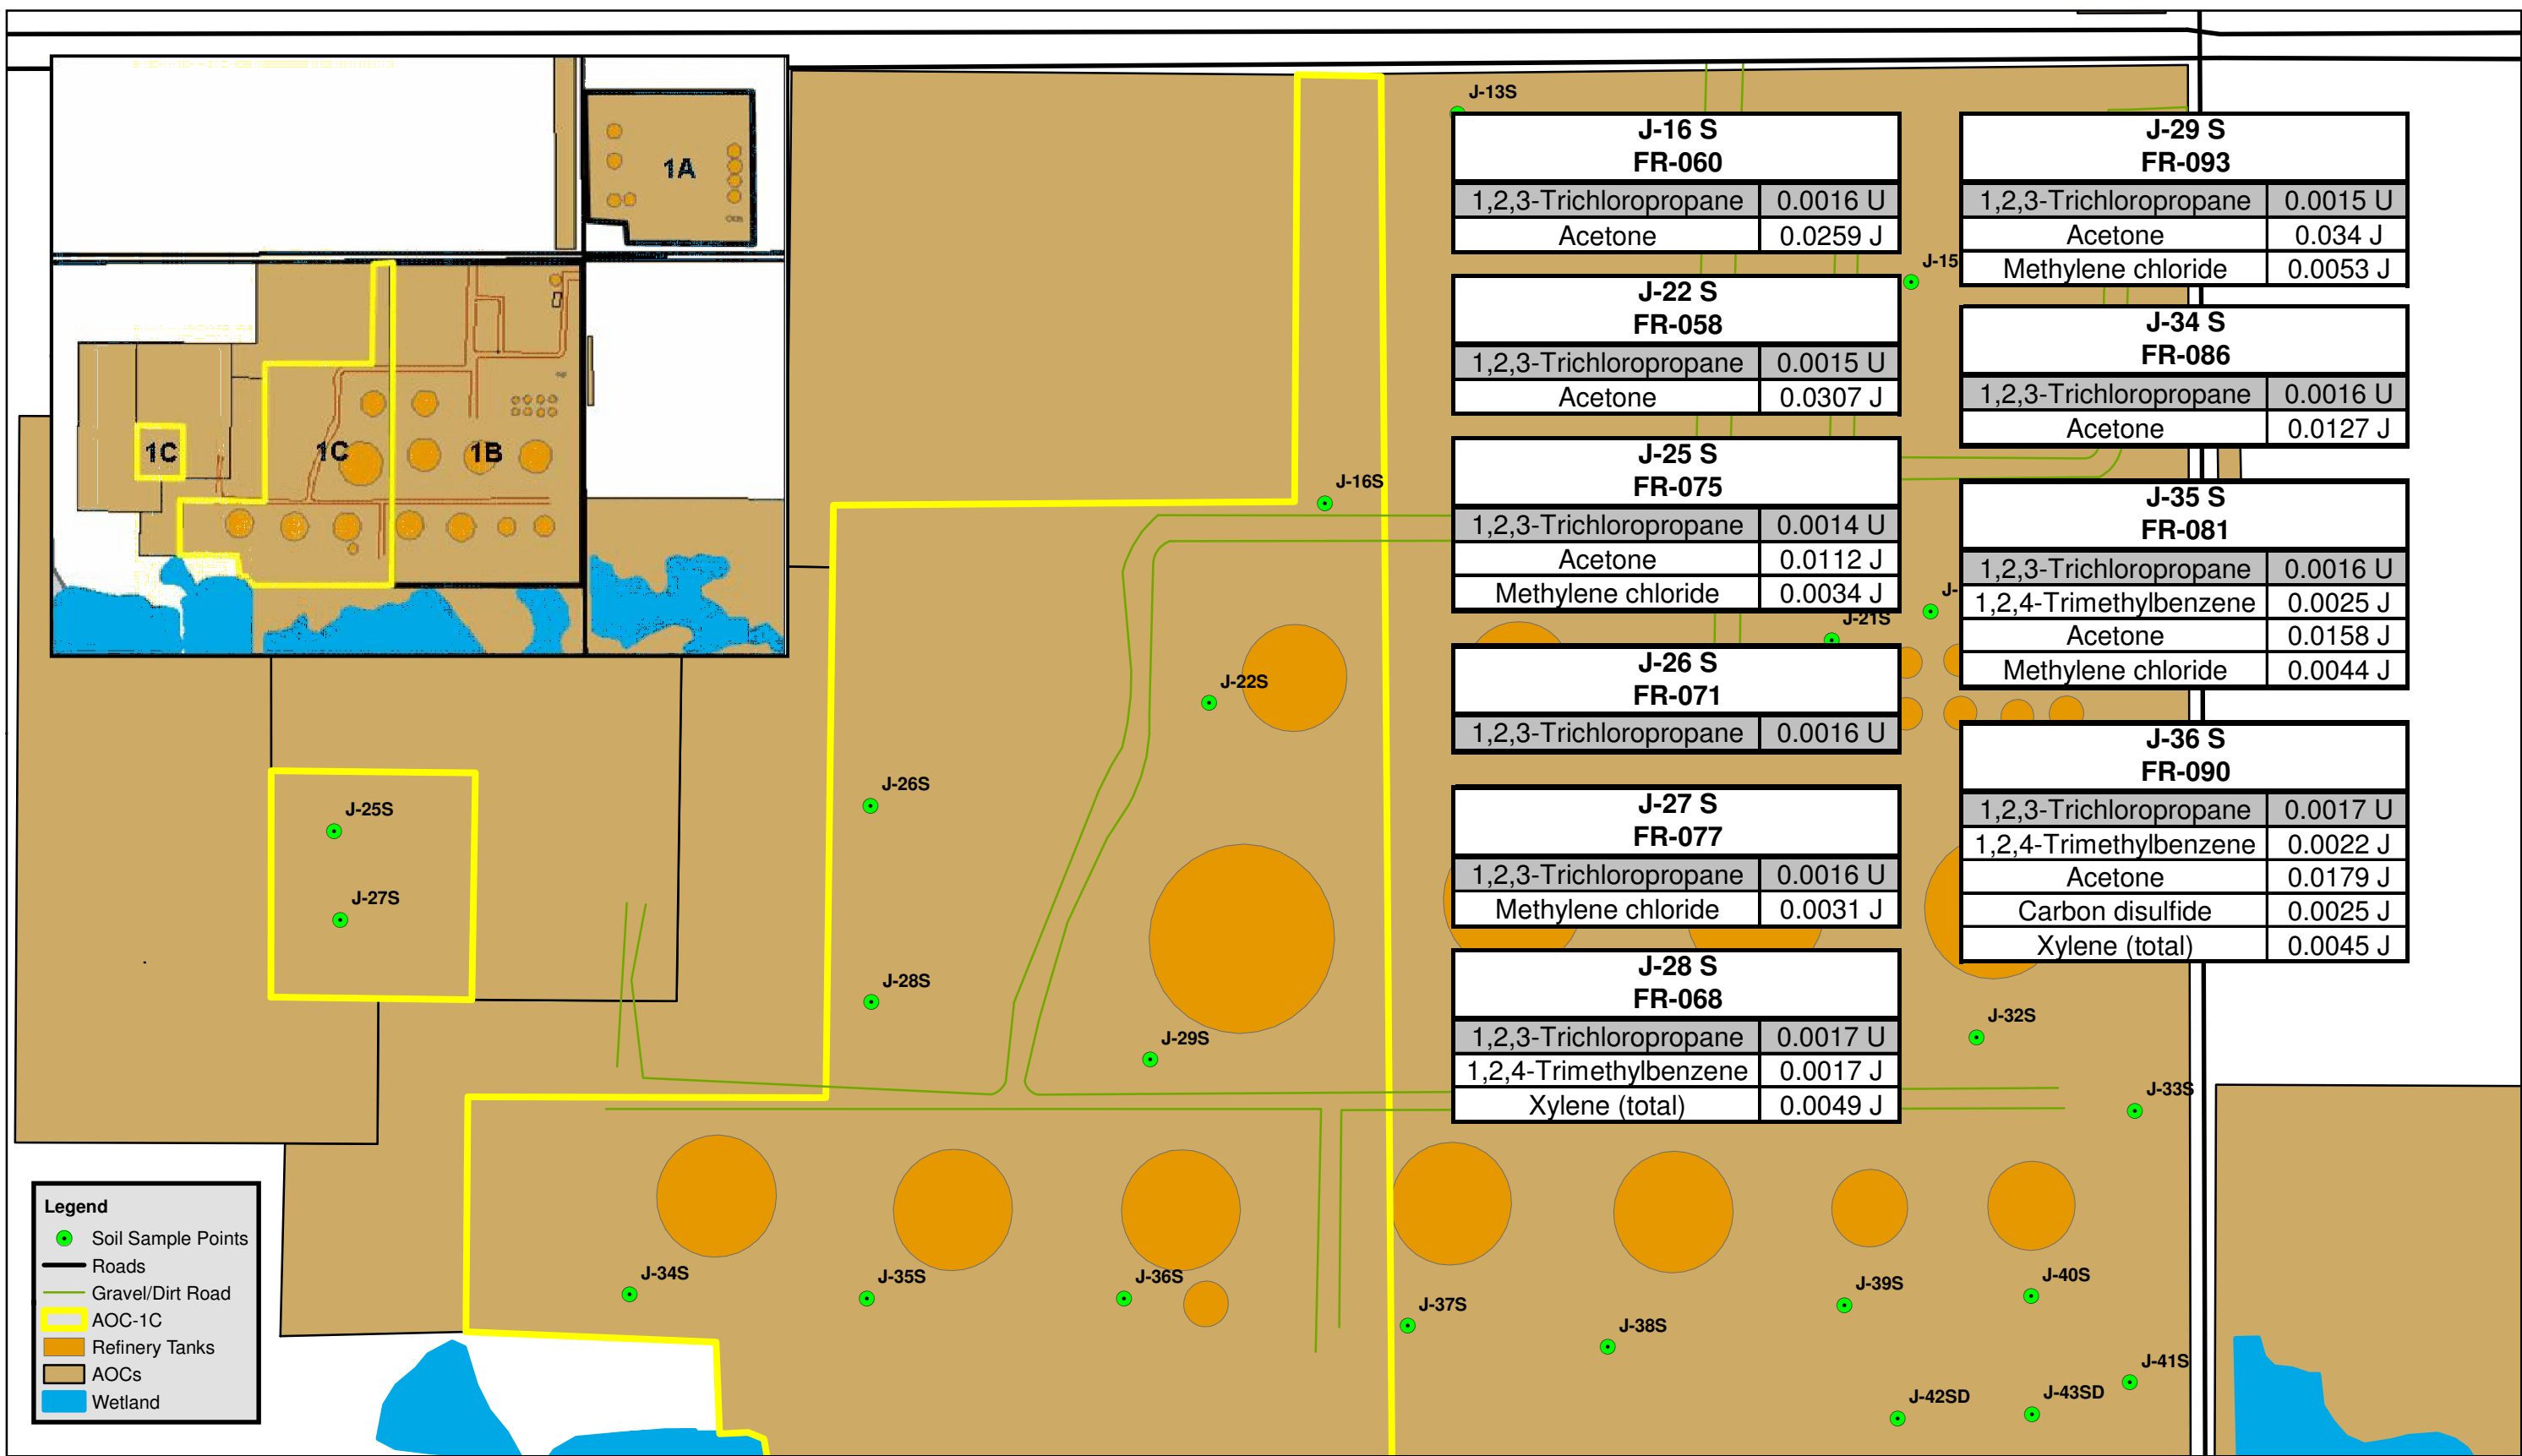 1A
1C
1C
1B
J-13S
J-15
J-16S
J-
J-21S
J-22S
J-26S
J-25S
J-27S
J-28S
J-29S
J-32S
J-33S
J-34S
J-35S
J-36S
J-37S
J-38S
J-39S
J-40S
J-41S
J-42SD
J-43SD
J-16 S
FR-060
1,2,3-Trichloropropane 0.0016 U
Acetone 0.0259 J
J-22 S
FR-058
1,2,3-Trichloropropane 0.0015 U
Acetone 0.0307 J
J-25 S
FR-075
1,2,3-Trichloropropane 0.0014 U
Acetone 0.0112 J
Methylene chloride 0.0034 J
J-26 S
FR-071
1,2,3-Trichloropropane 0.0016 U
J-27 S
FR-077
1,2,3-Trichloropropane 0.0016 U
Methylene chloride 0.0031 J
J-28 S
FR-068
1,2,3-Trichloropropane 0.0017 U
1,2,4-Trimethylbenzene 0.0017 J
Xylene (total) 0.0049 J
J-29 S
FR-093
1,2,3-Trichloropropane 0.0015 U
Acetone 0.034 J
Methylene chloride 0.0053 J
J-34 S
FR-086
1,2,3-Trichloropropane 0.0016 U
Acetone 0.0127 J
J-35 S
FR-081
1,2,3-Trichloropropane 0.0016 U
1,2,4-Trimethylbenzene 0.0025 J
Acetone 0.0158 J
Methylene chloride 0.0044 J
J-36 S
FR-090
1,2,3-Trichloropropane 0.0017 U
1,2,4-Trimethylbenzene 0.0022 J
Acetone 0.0179 J
Carbon disulfide 0.0025 J
Xylene (total) 0.0045 J
Legend
Soil Sample Points
Roads
Gravel/Dirt Road
AOC-1C
Refinery Tanks
AOCs
Wetland